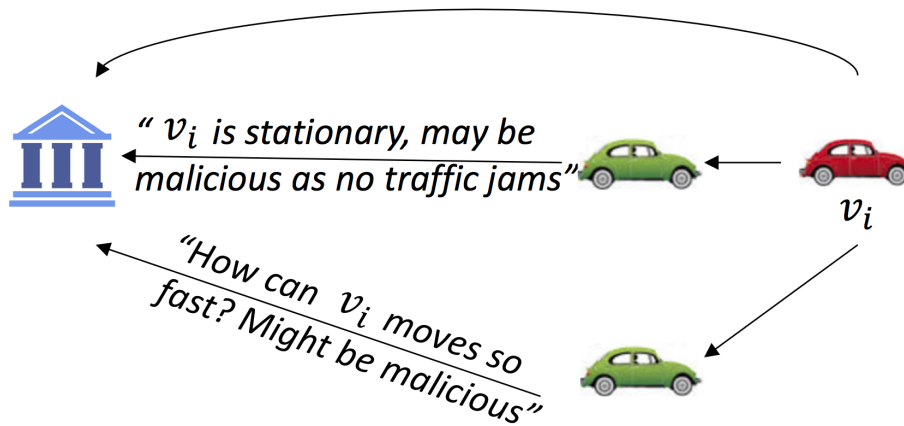 “ vᵢ is stationary, may be
malicious as no traffic jams”
vᵢ
“How can vᵢ moves so
fast? Might be malicious”